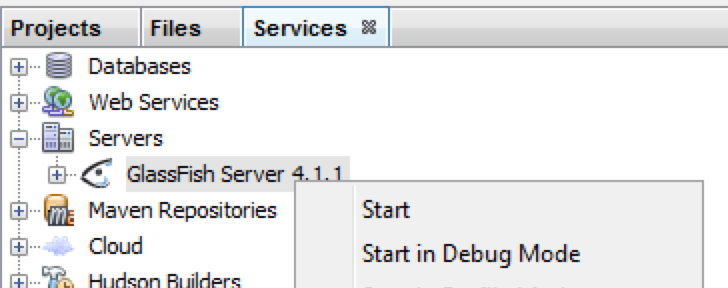 Projects Files Services
Databases
Web Services
Servers
GlassFish Server 4.1.1
Maven Repositories
Start
Cloud
Start in Debug Mode
Hudson Builders